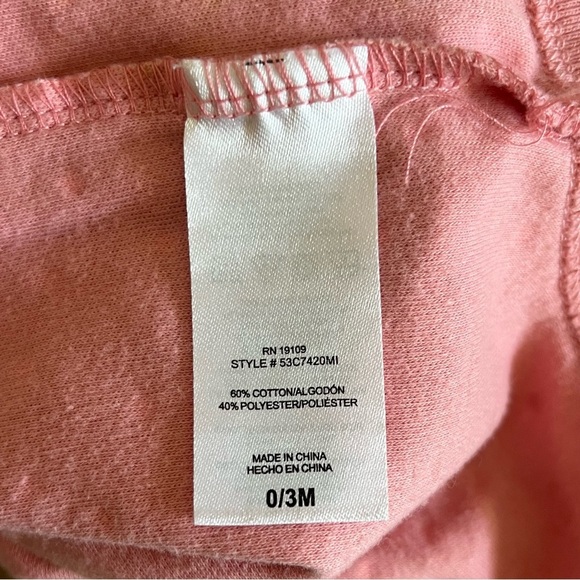 RN 19109
STYLE # 53C7420MI
60% COTTON/ALGODÓN
40% POLYESTER/POLIÉSTER
MADE IN CHINA
HECHO EN CHINA
0/3M